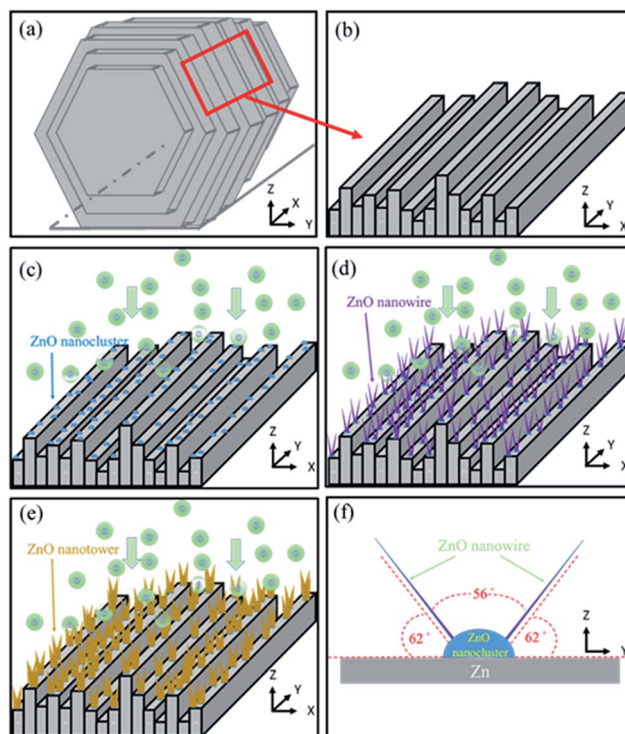 (a)
Z
X
Y
(b)
Z
Y
X
(c)
ZnO nanocluster
Z
Y
X
(d)
ZnO nanowire
Z
Y
X
(e)
ZnO nanotower
Z
Y
X
(f)
ZnO nanowire
56°
62°
62°
ZnO
nanocluster
Z
Y
Zn